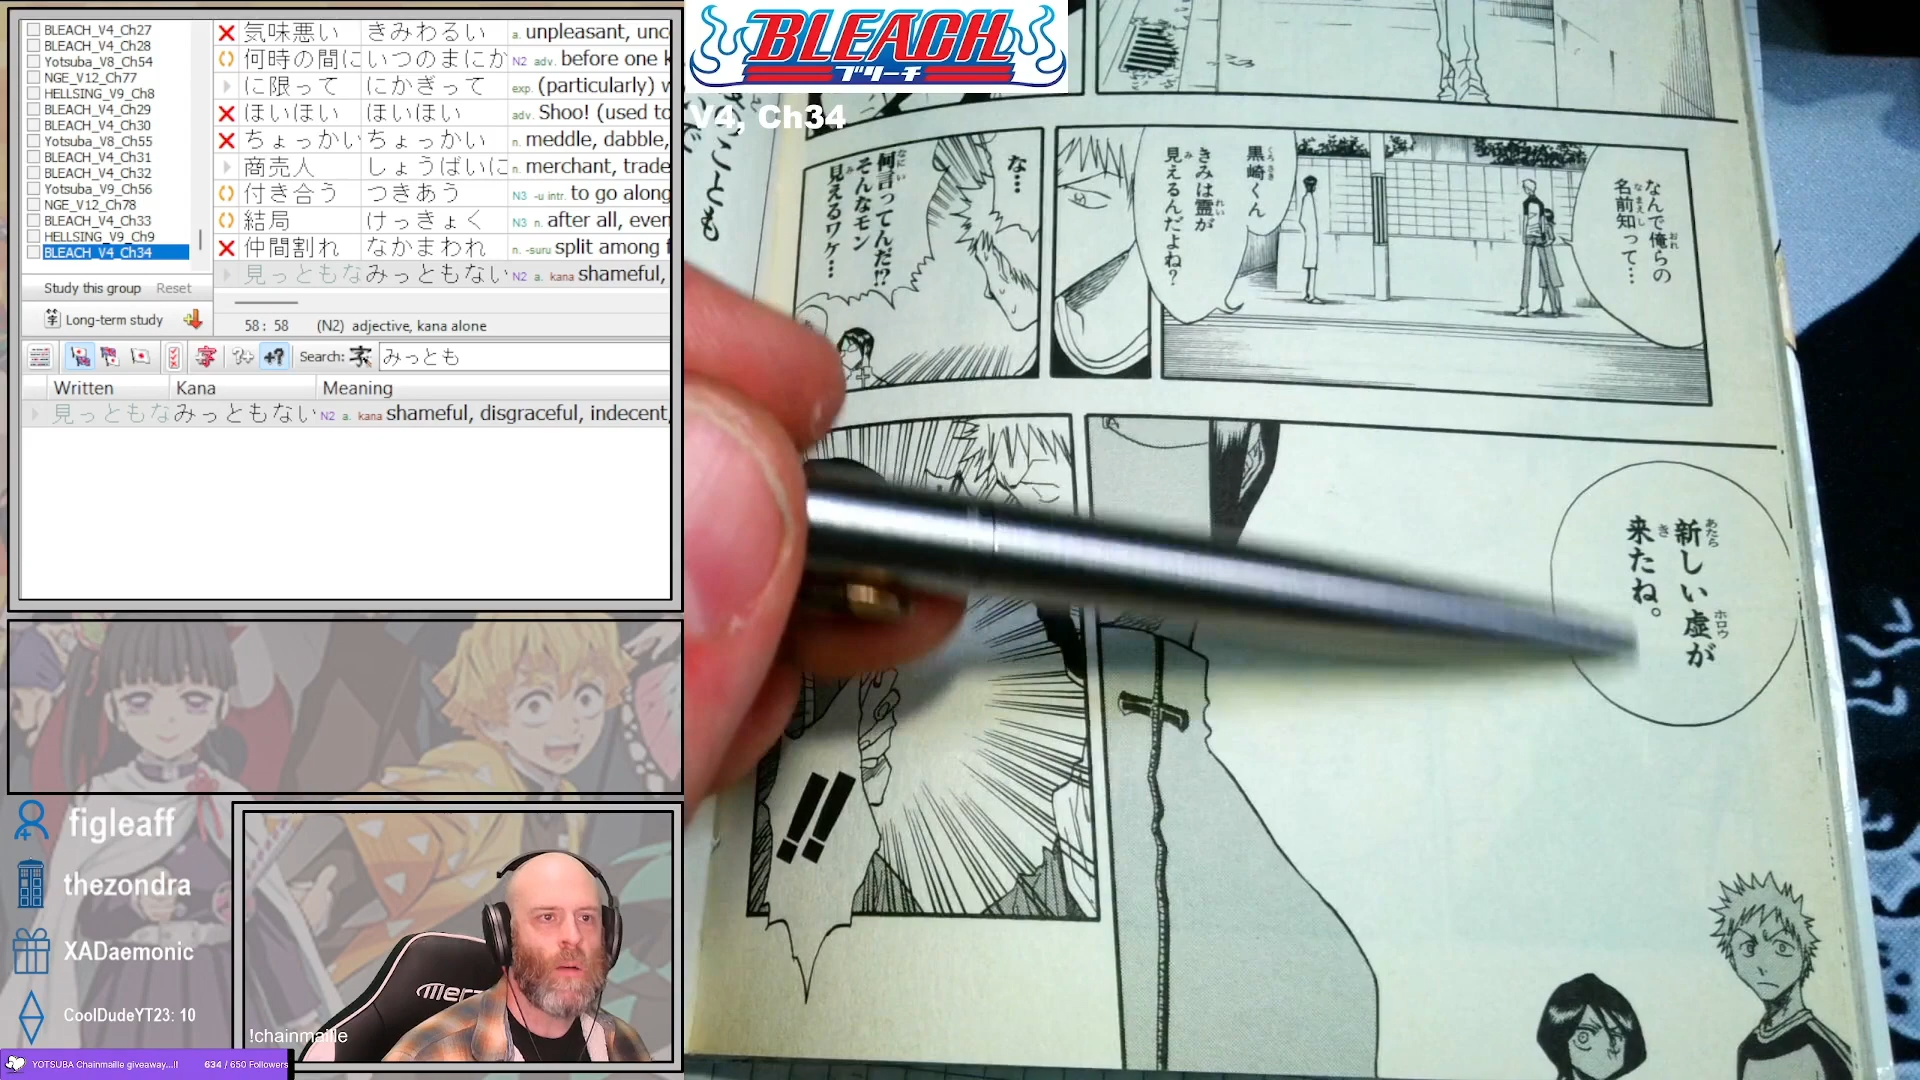 BLEACH_V4_Ch27
BLEACH_V4_Ch28
Yotsuba_V8_Ch54
NGE_V12_Ch77
HELLSING_V9_Ch8
BLEACH_V4_Ch29
BLEACH_V4_Ch30
Yotsuba_V8_Ch55
BLEACH_V4_Ch31
BLEACH_V4_Ch32
Yotsuba_V9_Ch56
NGE_V12_Ch78
BLEACH_V4_Ch33
HELLSING_V9_Ch9
BLEACH_V4_Ch34
Study this group Reset
Long-term study
気味悪い きみわるい a. unpleasant, unc
何時の間に いつのまにか N2 adv. before one k
に限って にかぎって exp. (particularly) w
ほいほい ほいほい adv. Shoo! (used to
ちょっかい ちょっかい n. meddle, dabble,
商売人 しょうばいに n. merchant, trade
付き合う つきあう N3 -u intr. to go along
結局 けっきょく N3 n. after all, even
仲間割れ なかまわれ n. -suru split among f
見っともな みっともない N2 a. kana shameful,
58: 58 (N2) adjective, kana alone
Search: みっとも
Written Kana Meaning
見っともな みっともない N2 a. kana shameful, disgraceful, indecent,
BLEACH
ブリーチ
V4, Ch34
なんで俺らの
名前知って…
黒崎くん
きみは霊が
見えるんだよね?
な…
何言ってんだ!?
そんなモン
見えるワケ…
こととも
新しい虚が
来たね。
ホロウ
!!
figleaff
thezondra
XADaemonic
CoolDudeYT23: 10
!chainmaille
YOTSUBA Chainmaille giveaway...!! 634 / 650 Followers